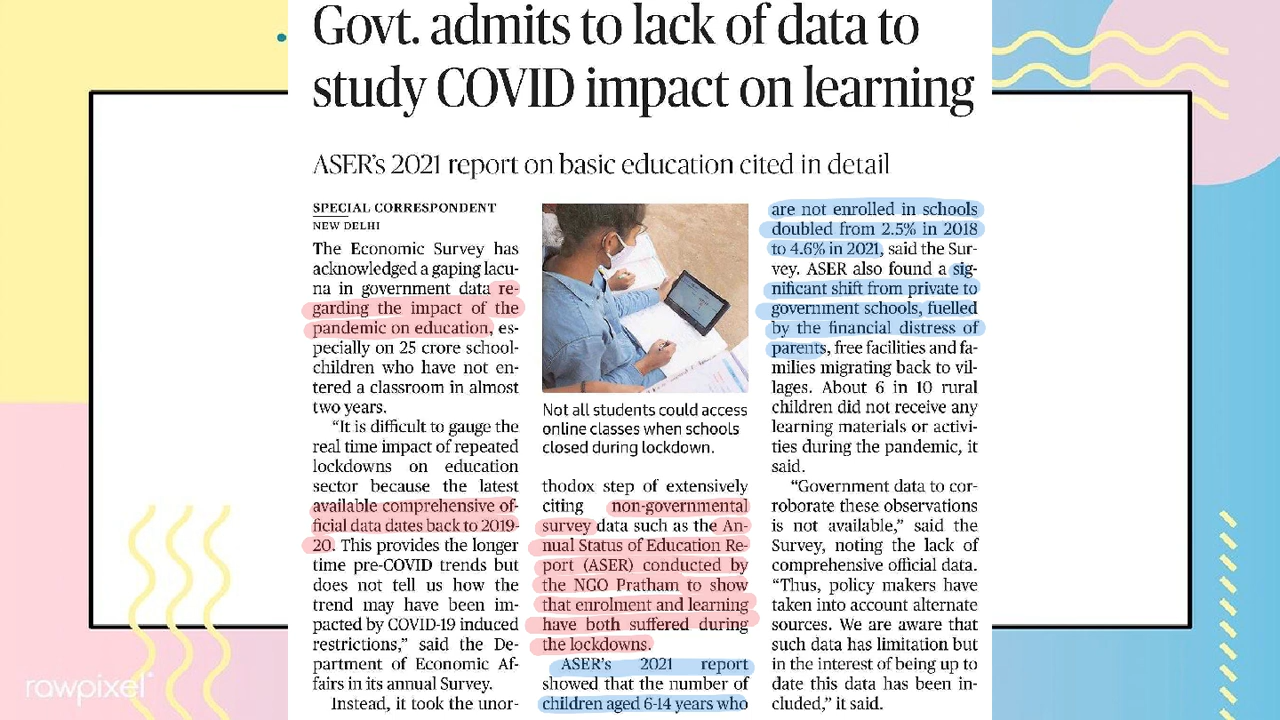 Govt. admits to lack of data to
study COVID impact on learning
ASER's 2021 report on basic education cited in detail
SPECIAL CORRESPONDENT
NEW DELHI
The Economic Survey has
acknowledged a gaping lacu-
na in government data re-
garding the impact of the
pandemic on education, es-
pecially on 25 crore school-
children who have not en-
tered a classroom in almost
two years.
"It is difficult to gauge the
real time impact of repeated
lockdowns on education
sector because the latest
available comprehensive of-
ficial data dates back to 2019-
20. This provides the longer
time pre-COVID trends but
does not tell us how the
trend may have been im-
pacted by COVID-19 induced
restrictions," said the De-
partment of Economic Af-
fairs in its annual Survey.
Instead, it took the unor-
Not all students could access
online classes when schools
closed during lockdown.
thodox step of extensively
citing non-governmental
survey data such as the An-
nual Status of Education Re-
port (ASER) conducted by
the NGO Pratham to show
that enrolment and learning
have both suffered during
the lockdowns.
ASER's 2021 report
showed that the number of
children aged 6-14 years who
are not enrolled in schools
doubled from 2.5% in 2018
to 4.6% in 2021, said the Sur-
vey. ASER also found a sig-
nificant shift from private to
government schools, fuelled
by the financial distress of
parents, free facilities and fa-
milies migrating back to vil-
lages. About 6 in 10 rural
children did not receive any
learning materials or activi-
ties during the pandemic, it
said.
"Government data to cor-
roborate these observations
is not available," said the
Survey, noting the lack of
comprehensive official data.
"Thus, policy makers have
taken into account alternate
sources. We are aware that
such data has limitation but
in the interest of being up to
date this data has been in-
cluded," it said.
rawpixel